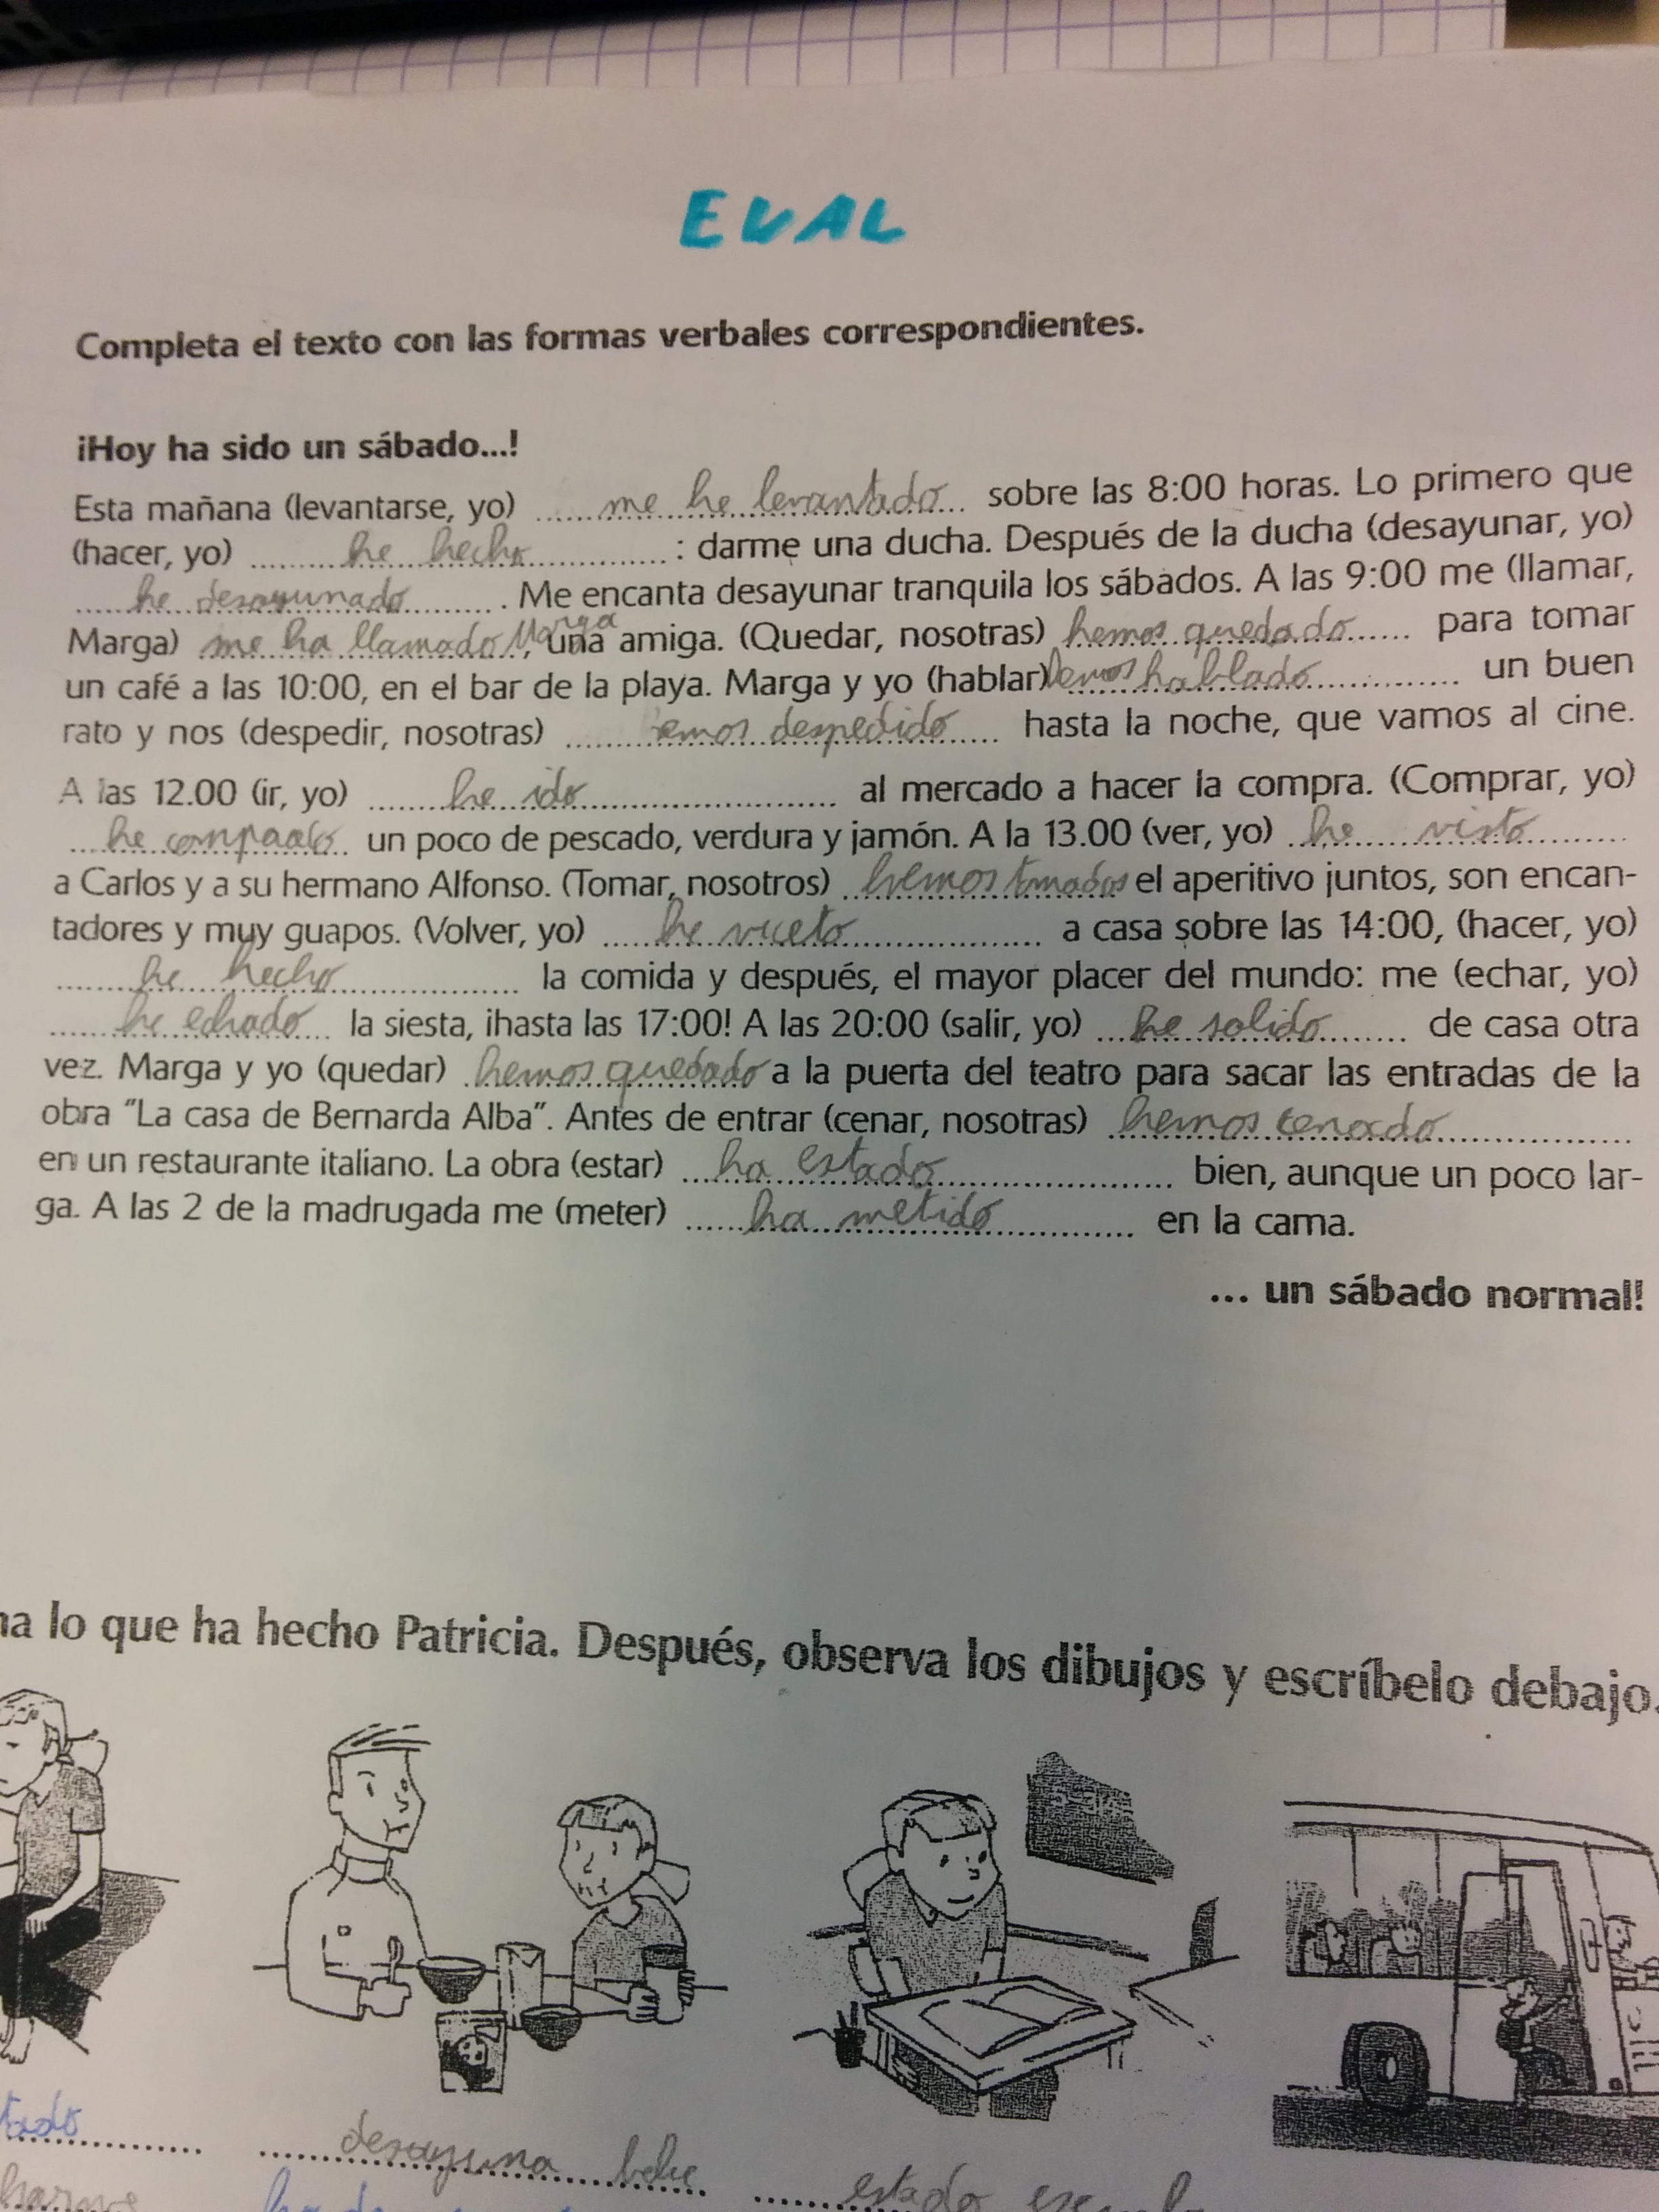 EVAL
Completa el texto con las formas verbales correspondientes.
¡Hoy ha sido un sábado...!
Esta mañana (levantarse, yo) ...... me he levantado ...... sobre las 8:00 horas. Lo primero que
(hacer, yo) ...... he hecho ...... : darme una ducha. Después de la ducha (desayunar, yo)
...... he desayunado ...... . Me encanta desayunar tranquila los sábados. A las 9:00 me (llamar,
Marga) me ha llamado Marga, una amiga. (Quedar, nosotras) hemos quedado ...... para tomar
un café a las 10:00, en el bar de la playa. Marga y yo (hablar) hemos hablado ...... un buen
rato y nos (despedir, nosotras) ...... hemos despedido ...... hasta la noche, que vamos al cine.
A las 12.00 (ir, yo) ...... he ido ...... al mercado a hacer la compra. (Comprar, yo)
...... he ...... un poco de pescado, verdura y jamón. A la 13.00 (ver, yo) ...... he visto ......
a Carlos y a su hermano Alfonso. (Tomar, nosotros) hemos tomados el aperitivo juntos, son encan-
tadores y muy guapos. (Volver, yo) ...... he ...... a casa sobre las 14:00, (hacer, yo)
...... he hecho ...... la comida y después, el mayor placer del mundo: me (echar, yo)
...... he echado ...... la siesta, ¡hasta las 17:00! A las 20:00 (salir, yo) ...... he salido ...... de casa otra
vez. Marga y yo (quedar) hemos quedado a la puerta del teatro para sacar las entradas de la
obra "La casa de Bernarda Alba". Antes de entrar (cenar, nosotras) hemos cenado ......
en un restaurante italiano. La obra (estar) ...... ha estado ...... bien, aunque un poco lar-
ga. A las 2 de la madrugada me (meter) ...... ha metido ...... en la cama.
... un sábado normal!
na lo que ha hecho Patricia. Después, observa los dibujos y escríbelo debajo.
tado ...... desayuna bebe
estado